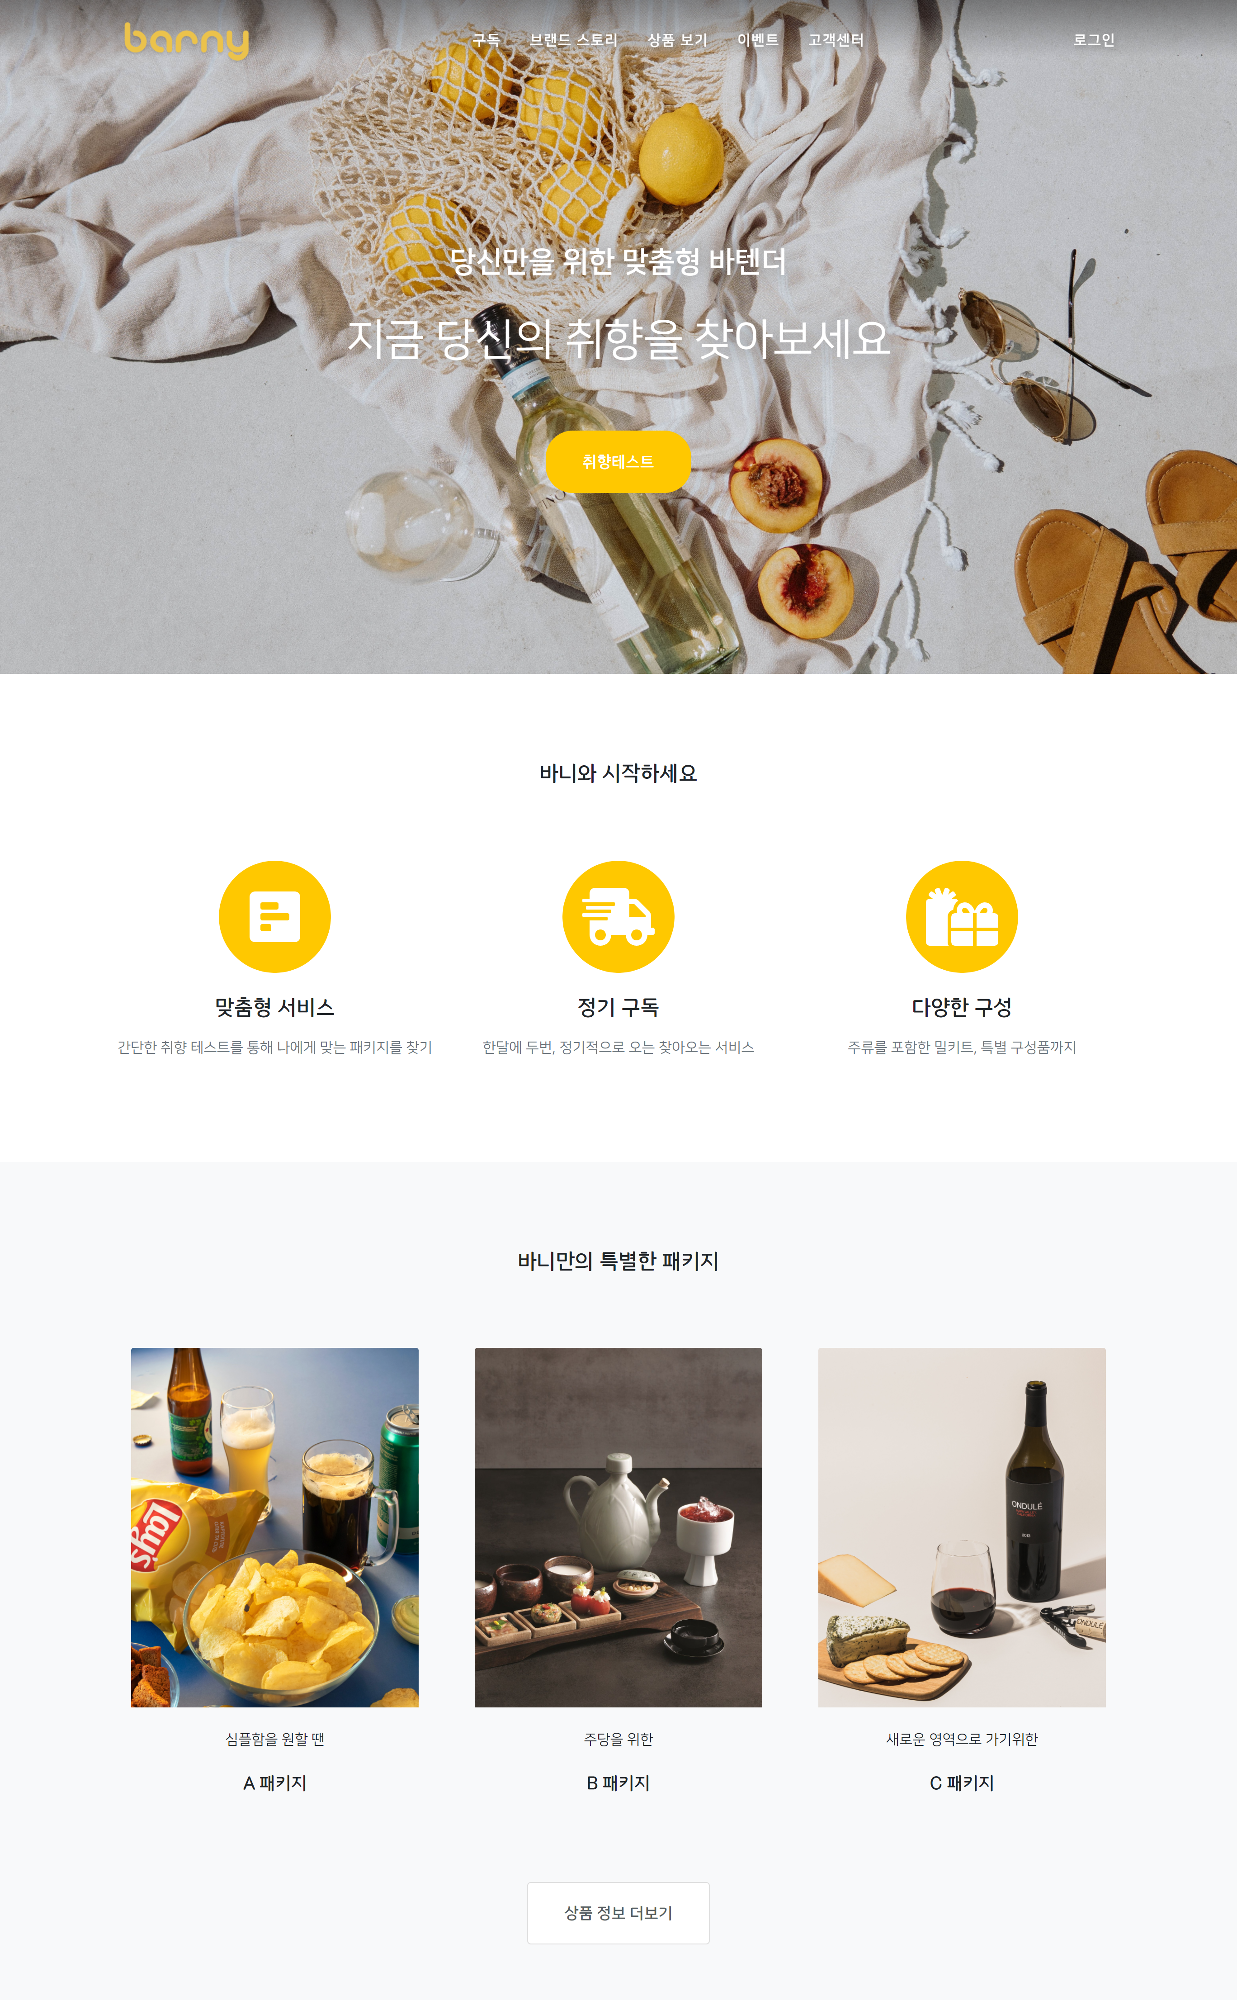 barny
구독 브랜드 스토리 상품 보기 이벤트 고객센터 로그인
당신만을 위한 맞춤형 바텐더
지금 당신의 취향을 찾아보세요
취향테스트
바니와 시작하세요
맞춤형 서비스
간단한 취향 테스트를 통해 나에게 맞는 패키지를 찾기
정기 구독
한달에 두번, 정기적으로 오는 찾아오는 서비스
다양한 구성
주류를 포함한 밀키트, 특별 구성품까지
바니만의 특별한 패키지
Lay's
ONDULÉ
ONDULÉ
심플함을 원할 땐
A 패키지
주당을 위한
B 패키지
새로운 영역으로 가기위한
C 패키지
상품 정보 더보기